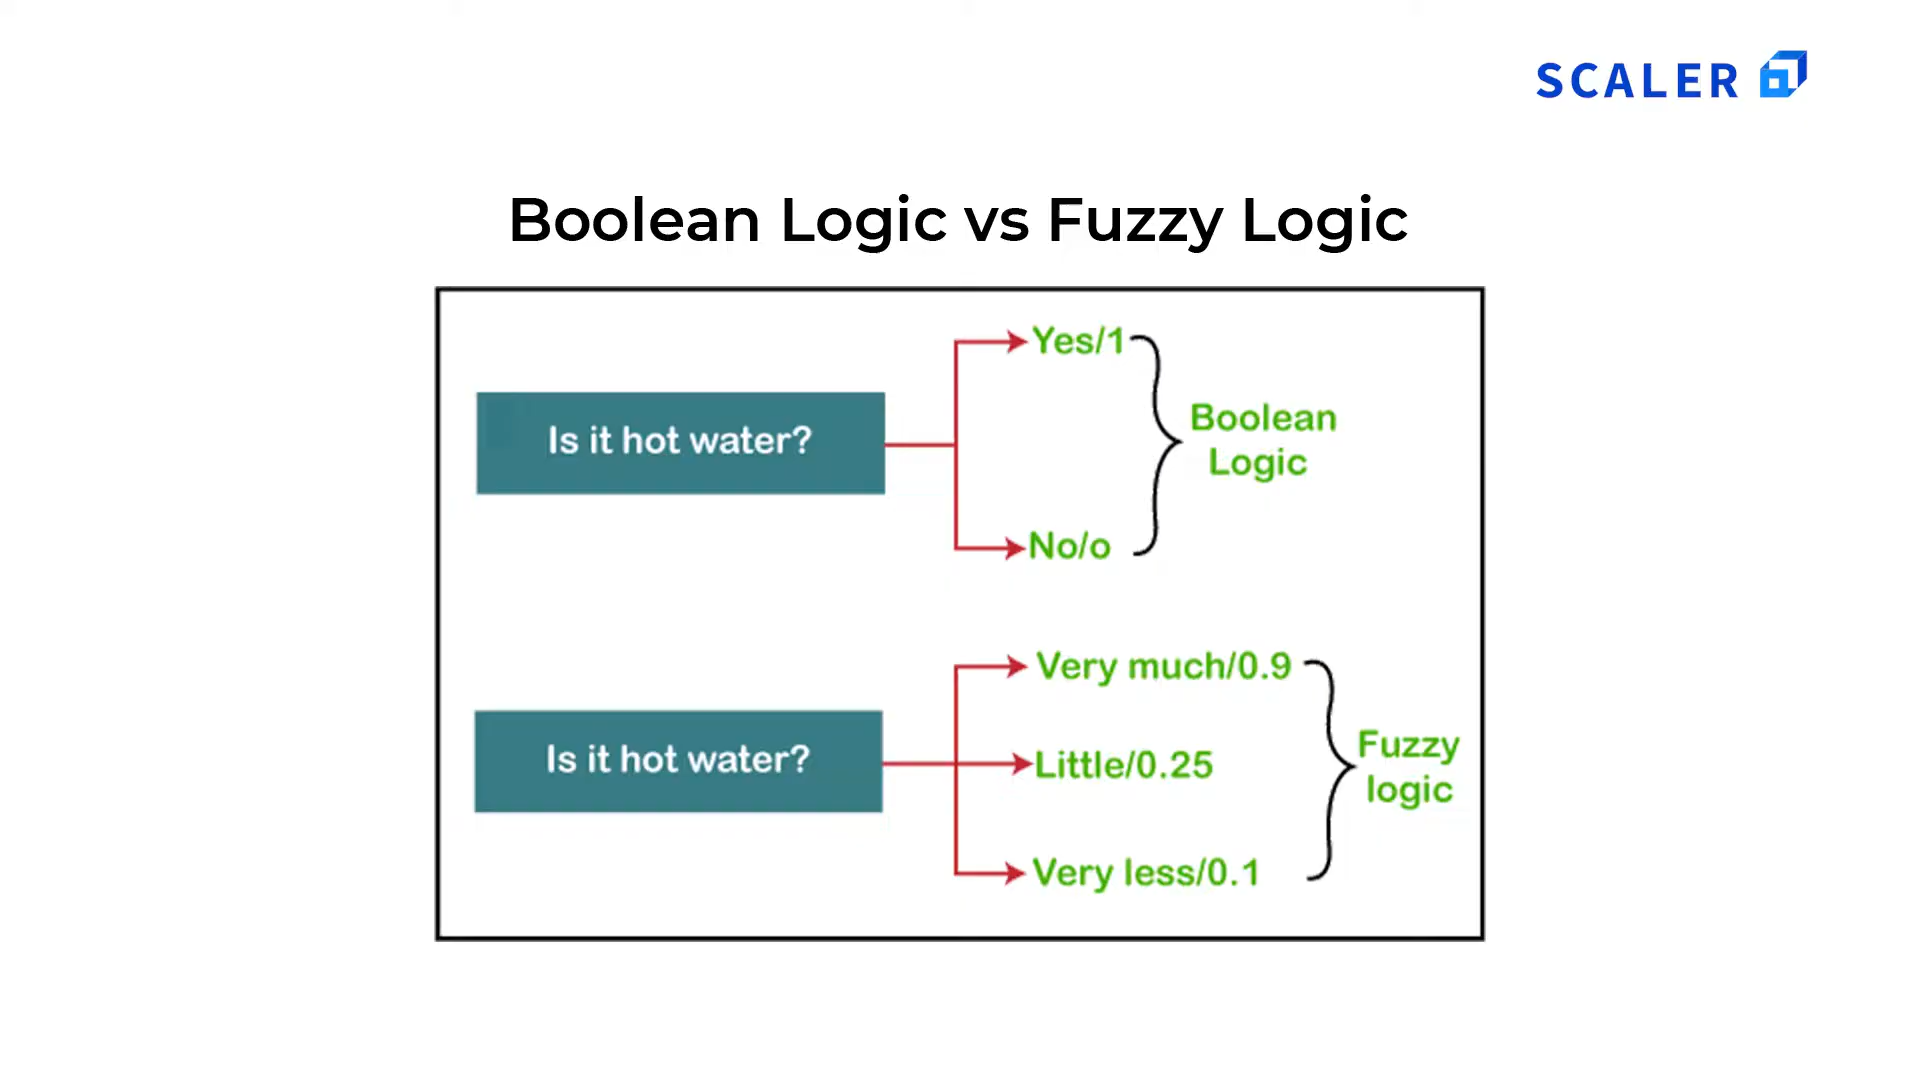 SCALER
Boolean Logic vs Fuzzy Logic
Is it hot water?
Yes/1
No/o
Boolean
Logic
Is it hot water?
Very much/0.9
Little/0.25
Very less/0.1
Fuzzy
logic